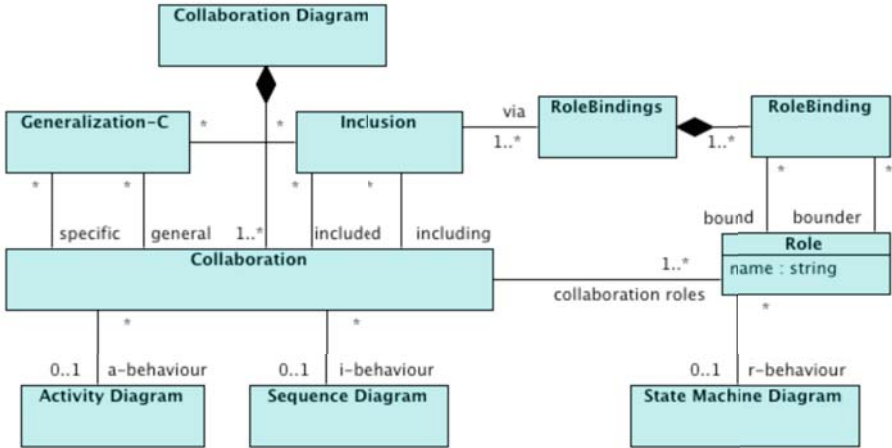 Collaboration Diagram
Generalization-C
*
*
Inclusion
via
1..*
RoleBindings
1..*
RoleBinding
*
*
*
*
*
*
specific
general
1..*
included
including
bound
bounder
Collaboration
1..*
collaboration roles
Role
name : string
*
*
*
0..1
a-behaviour
0..1
i-behaviour
0..1
r-behaviour
Activity Diagram
Sequence Diagram
State Machine Diagram